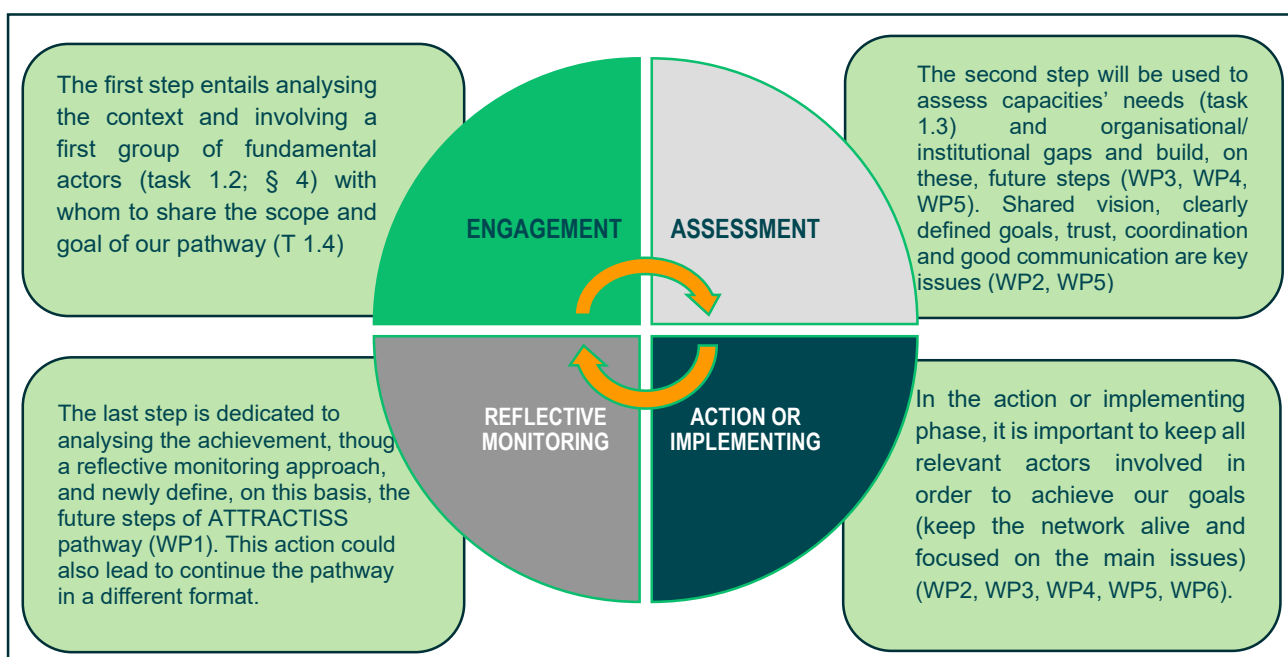 The first step entails analysing
the context and involving a
first group of fundamental
actors (task 1.2; § 4) with
whom to share the scope and
goal of our pathway (T 1.4)
ENGAGEMENT
ASSESSMENT
The second step will be used to
assess capacities’ needs (task
1.3) and organisational/
institutional gaps and build, on
these, future steps (WP3, WP4,
WP5). Shared vision, clearly
defined goals, trust, coordination
and good communication are key
issues (WP2, WP5)
The last step is dedicated to
analysing the achievement, thoug
a reflective monitoring approach,
and newly define, on this basis, the
future steps of ATTRACTISS
pathway (WP1). This action could
also lead to continue the pathway
in a different format.
REFLECTIVE
MONITORING
ACTION OR
IMPLEMENTING
In the action or implementing
phase, it is important to keep all
relevant actors involved in
order to achieve our goals
(keep the network alive and
focused on the main issues)
(WP2, WP3, WP4, WP5, WP6).